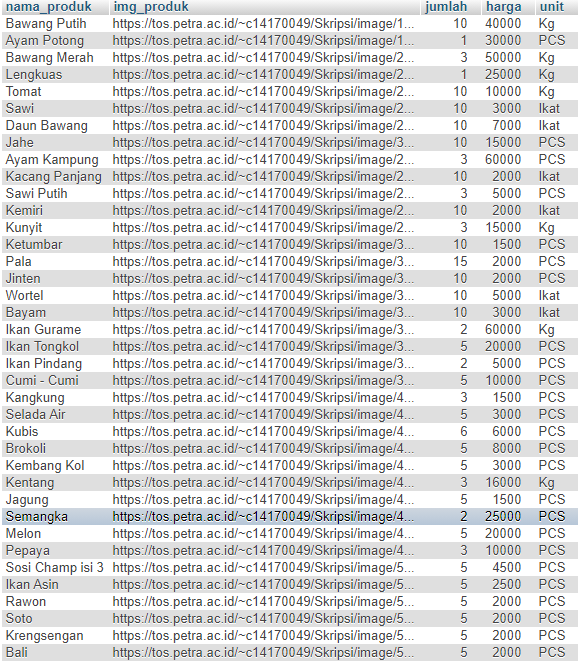 nama_produk img_produk jumlah harga unit
Bawang Putih https://tos.petra.ac.id/~c14170049/Skripsi/image/1... 10 40000 Kg
Ayam Potong https://tos.petra.ac.id/~c14170049/Skripsi/image/1... 1 30000 PCS
Bawang Merah https://tos.petra.ac.id/~c14170049/Skripsi/image/2... 3 50000 Kg
Lengkuas https://tos.petra.ac.id/~c14170049/Skripsi/image/2... 1 25000 Kg
Tomat https://tos.petra.ac.id/~c14170049/Skripsi/image/2... 10 10000 Kg
Sawi https://tos.petra.ac.id/~c14170049/Skripsi/image/2... 10 3000 Ikat
Daun Bawang https://tos.petra.ac.id/~c14170049/Skripsi/image/2... 10 7000 Ikat
Jahe https://tos.petra.ac.id/~c14170049/Skripsi/image/2... 10 15000 PCS
Ayam Kampung https://tos.petra.ac.id/~c14170049/Skripsi/image/2... 3 60000 PCS
Kacang Panjang https://tos.petra.ac.id/~c14170049/Skripsi/image/2... 10 2000 Ikat
Sawi Putih https://tos.petra.ac.id/~c14170049/Skripsi/image/2... 3 5000 PCS
Kemiri https://tos.petra.ac.id/~c14170049/Skripsi/image/2... 10 2000 Ikat
Kunyit https://tos.petra.ac.id/~c14170049/Skripsi/image/2... 3 15000 Kg
Ketumbar https://tos.petra.ac.id/~c14170049/Skripsi/image/3... 10 1500 PCS
Pala https://tos.petra.ac.id/~c14170049/Skripsi/image/3... 15 2000 PCS
Jinten https://tos.petra.ac.id/~c14170049/Skripsi/image/3... 10 2000 PCS
Wortel https://tos.petra.ac.id/~c14170049/Skripsi/image/3... 10 5000 Ikat
Bayam https://tos.petra.ac.id/~c14170049/Skripsi/image/3... 10 3000 Ikat
Ikan Gurame https://tos.petra.ac.id/~c14170049/Skripsi/image/3... 2 60000 Kg
Ikan Tongkol https://tos.petra.ac.id/~c14170049/Skripsi/image/3... 5 20000 PCS
Ikan Pindang https://tos.petra.ac.id/~c14170049/Skripsi/image/3... 2 5000 PCS
Cumi - Cumi https://tos.petra.ac.id/~c14170049/Skripsi/image/3... 5 10000 PCS
Kangkung https://tos.petra.ac.id/~c14170049/Skripsi/image/4... 3 1500 PCS
Selada Air https://tos.petra.ac.id/~c14170049/Skripsi/image/4... 5 3000 PCS
Kubis https://tos.petra.ac.id/~c14170049/Skripsi/image/4... 6 6000 PCS
Brokoli https://tos.petra.ac.id/~c14170049/Skripsi/image/4... 5 8000 PCS
Kembang Kol https://tos.petra.ac.id/~c14170049/Skripsi/image/4... 5 3000 PCS
Kentang https://tos.petra.ac.id/~c14170049/Skripsi/image/4... 3 16000 Kg
Jagung https://tos.petra.ac.id/~c14170049/Skripsi/image/4... 5 1500 PCS
Semangka https://tos.petra.ac.id/~c14170049/Skripsi/image/4... 2 25000 PCS
Melon https://tos.petra.ac.id/~c14170049/Skripsi/image/4... 5 20000 PCS
Pepaya https://tos.petra.ac.id/~c14170049/Skripsi/image/4... 3 10000 PCS
Sosi Champ isi 3 https://tos.petra.ac.id/~c14170049/Skripsi/image/5... 5 4500 PCS
Ikan Asin https://tos.petra.ac.id/~c14170049/Skripsi/image/5... 5 2500 PCS
Rawon https://tos.petra.ac.id/~c14170049/Skripsi/image/5... 5 2000 PCS
Soto https://tos.petra.ac.id/~c14170049/Skripsi/image/5... 5 2000 PCS
Krengsengan https://tos.petra.ac.id/~c14170049/Skripsi/image/5... 5 2000 PCS
Bali https://tos.petra.ac.id/~c14170049/Skripsi/image/5... 5 2000 PCS